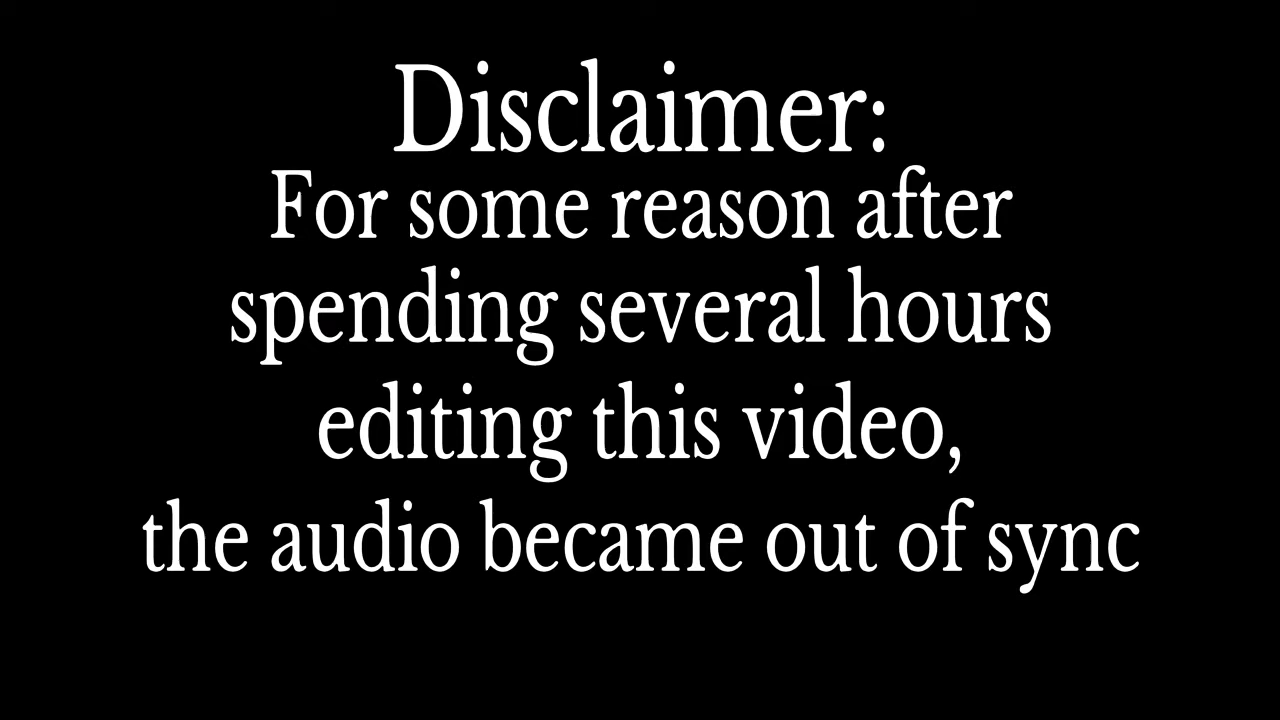 Disclaimer:
For some reason after
spending several hours
editing this video,
the audio became out of sync